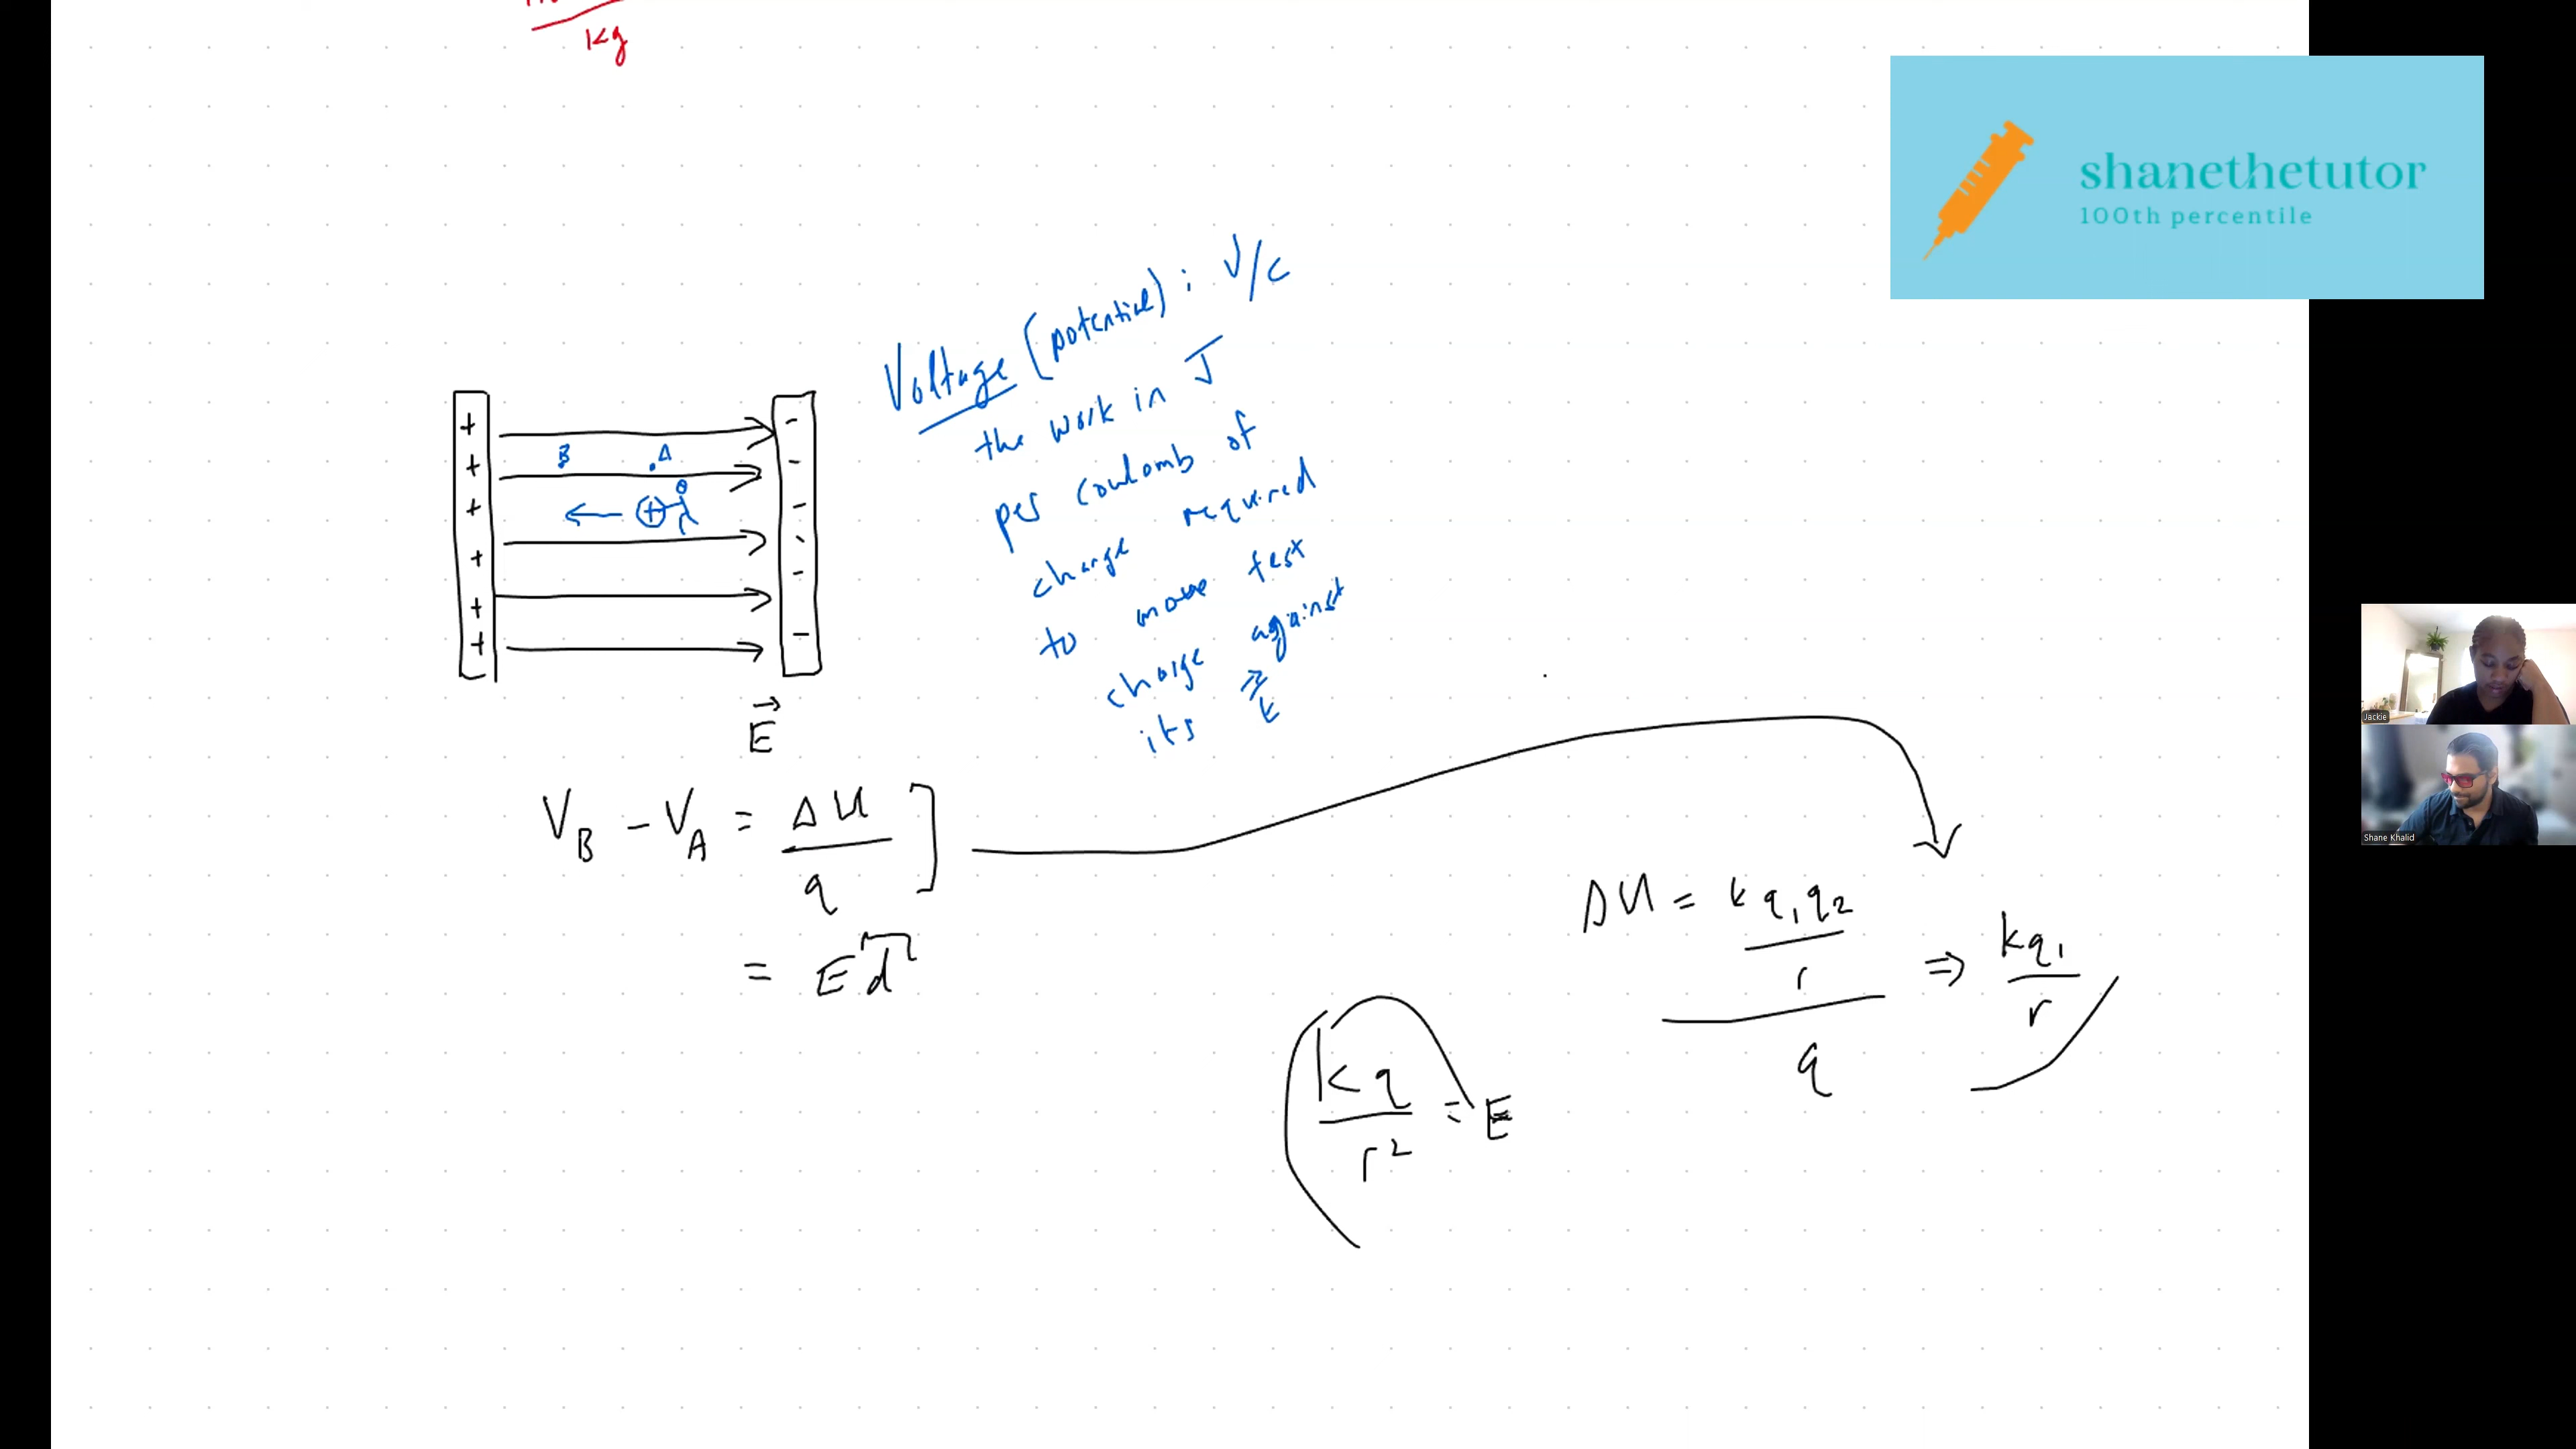 kg
shanethetutor
100th percentile
Voltage (potential): J/C
the work in J
per coulomb of
charge required
to move test
charge against
its E
+ -
B .A
+ -
+ ← + -
+ -
+ -
+ -
E
V_B - V_A = ΔU / q
= Ed
ΔU = k q₁q₂ / r / q ⇒ kq₁ / r
kq / r² = E
Jackie
Shane Khalid